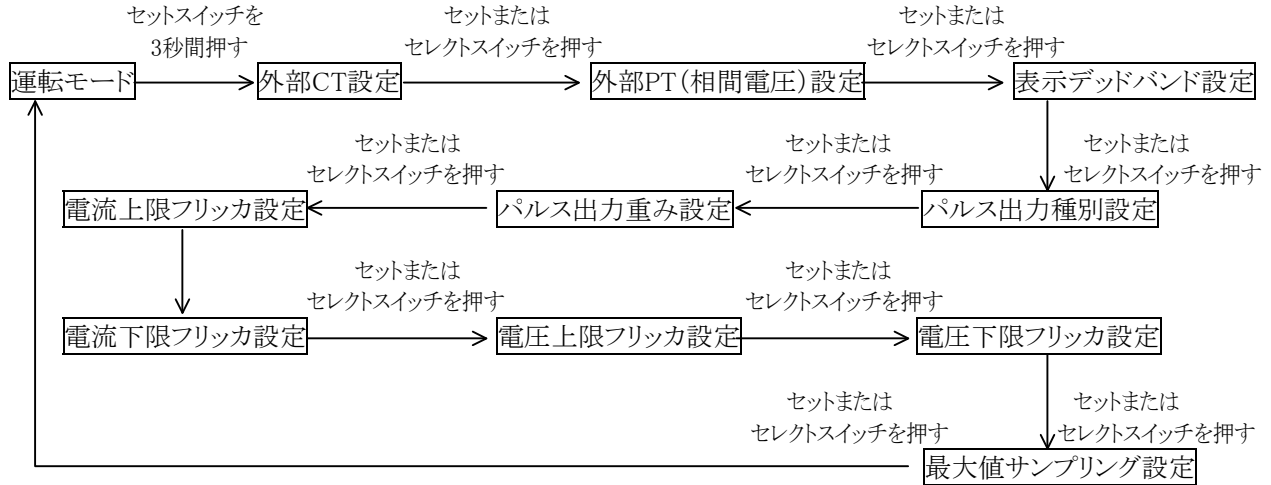 セットスイッチを
3秒間押す
セットまたは
セレクトスイッチを押す
セットまたは
セレクトスイッチを押す
運転モード
外部CT設定
外部PT(相間電圧)設定
表示デッドバンド設定
セットまたは
セレクトスイッチを押す
セットまたは
セレクトスイッチを押す
セットまたは
セレクトスイッチを押す
電流上限フリッカ設定
パルス出力重み設定
パルス出力種別設定
セットまたは
セレクトスイッチを押す
セットまたは
セレクトスイッチを押す
電流下限フリッカ設定
電圧上限フリッカ設定
電圧下限フリッカ設定
セットまたは
セレクトスイッチを押す
セットまたは
セレクトスイッチを押す
最大値サンプリング設定